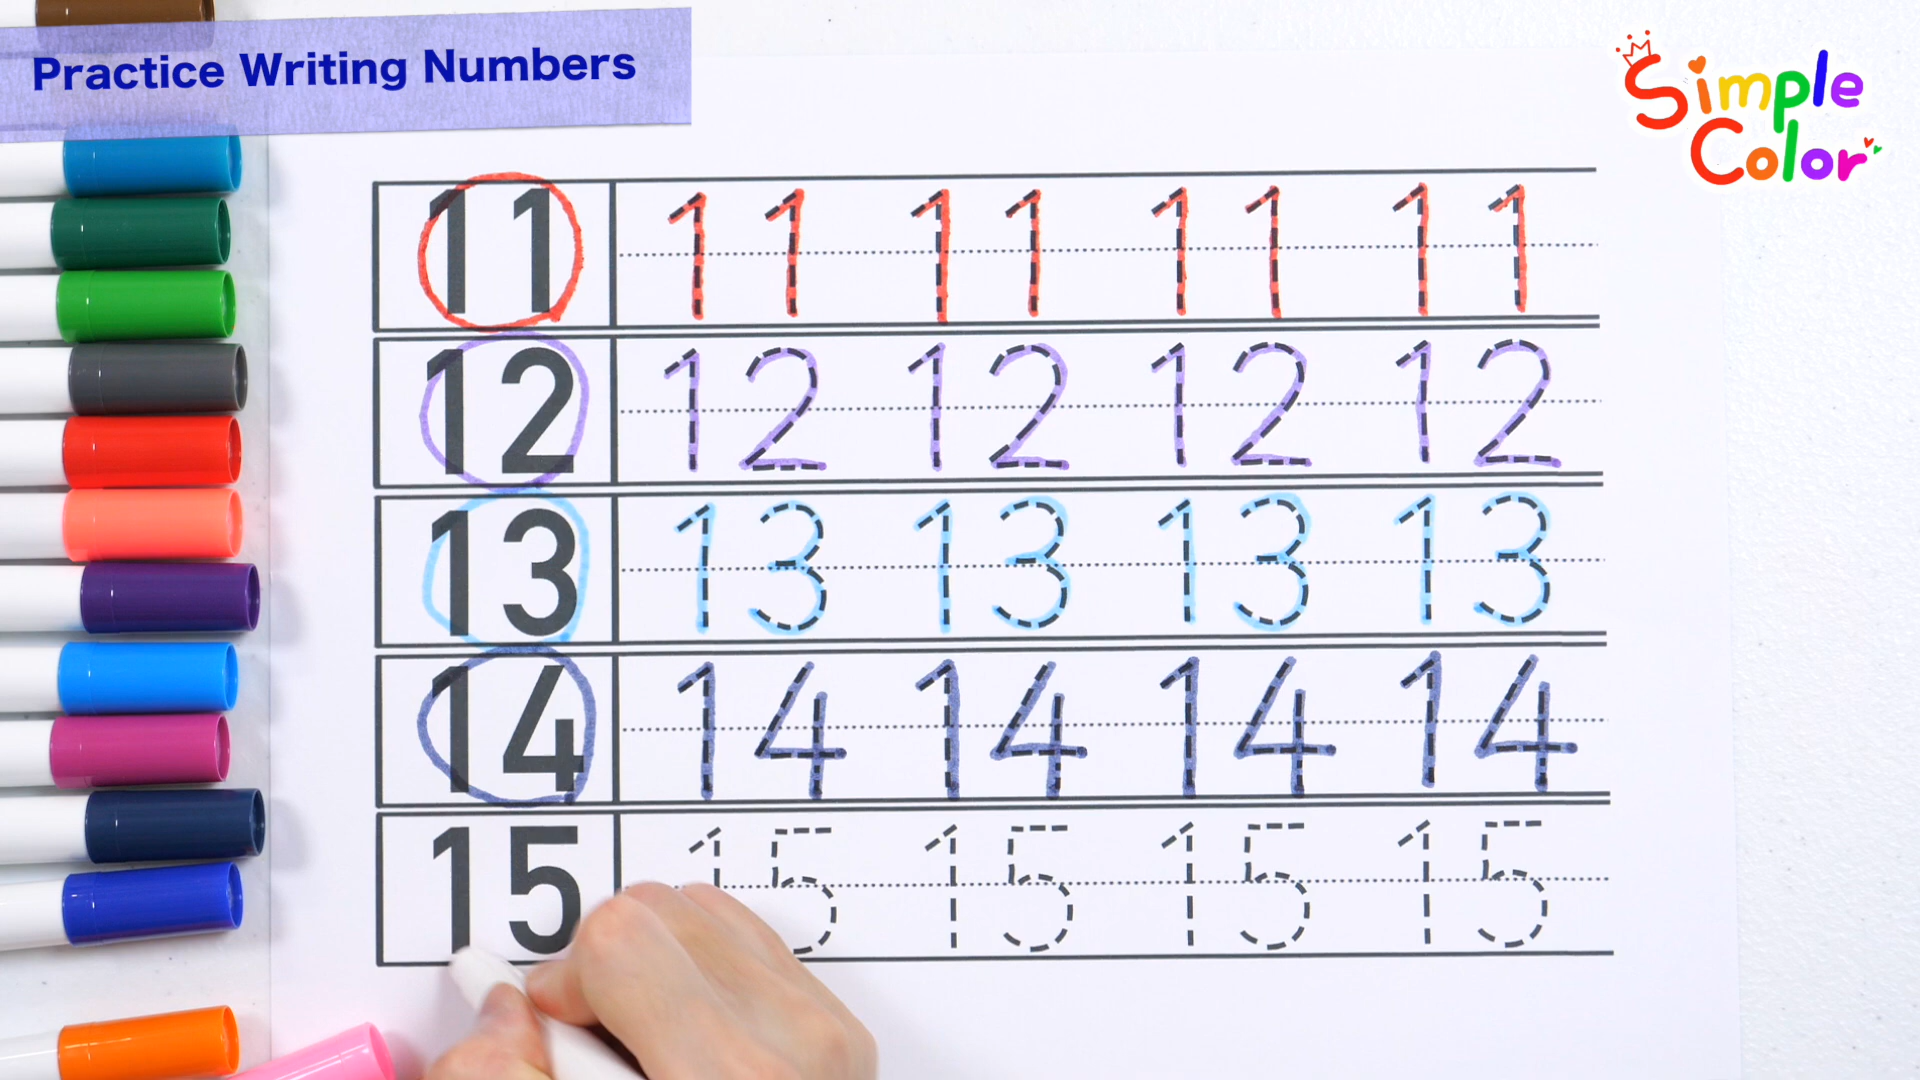 Practice Writing Numbers
Simple
Color
11 11 11 11 11
12 12 12 12 12
13 13 13 13 13
14 14 14 14 14
15 15 15 15 15